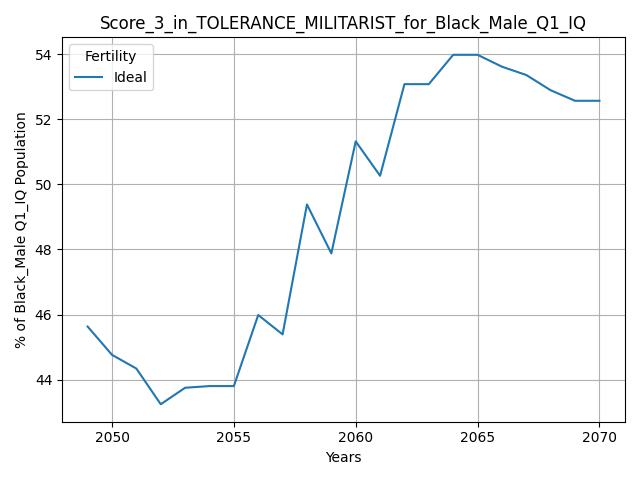 Score_3_in_TOLERANCE_MILITARIST_for_Black_Male_Q1_IQ
Fertility
Ideal
% of Black_Male Q1_IQ Population
54
52
50
48
46
44
2050 2055 2060 2065 2070
Years